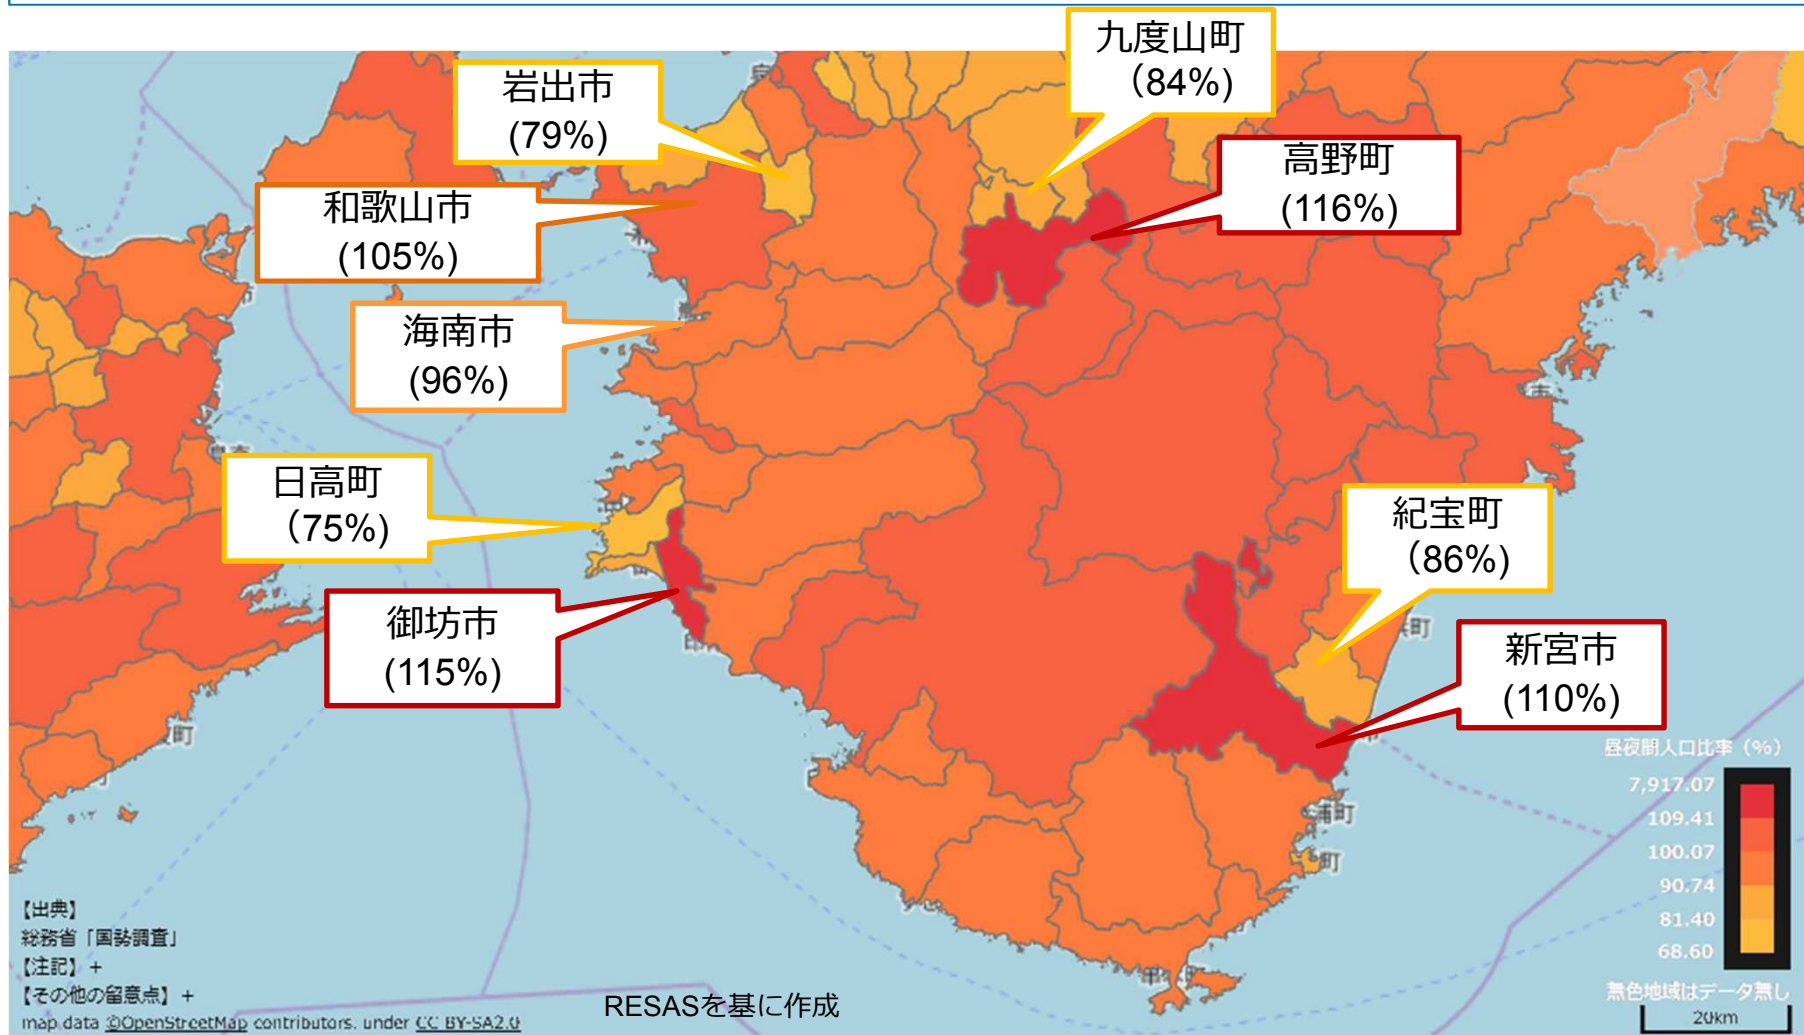 九度山町
（84%)
岩出市
(79%)
高野町
(116%)
和歌山市
(105%)
海南市
(96%)
日高町
（75%)
紀宝町
（86%)
御坊市
(115%)
新宮市
(110%)
昼夜間人口比率（%）
7,917.07
109.41
100.07
90.74
81.40
68.60
無色地域はデータ無し
20km
【出典】
総務省「国勢調査」
【注記】+
【その他の留意点】+
map data ©OpenStreetMap contributors. under CC BY-SA2.0
RESASを基に作成